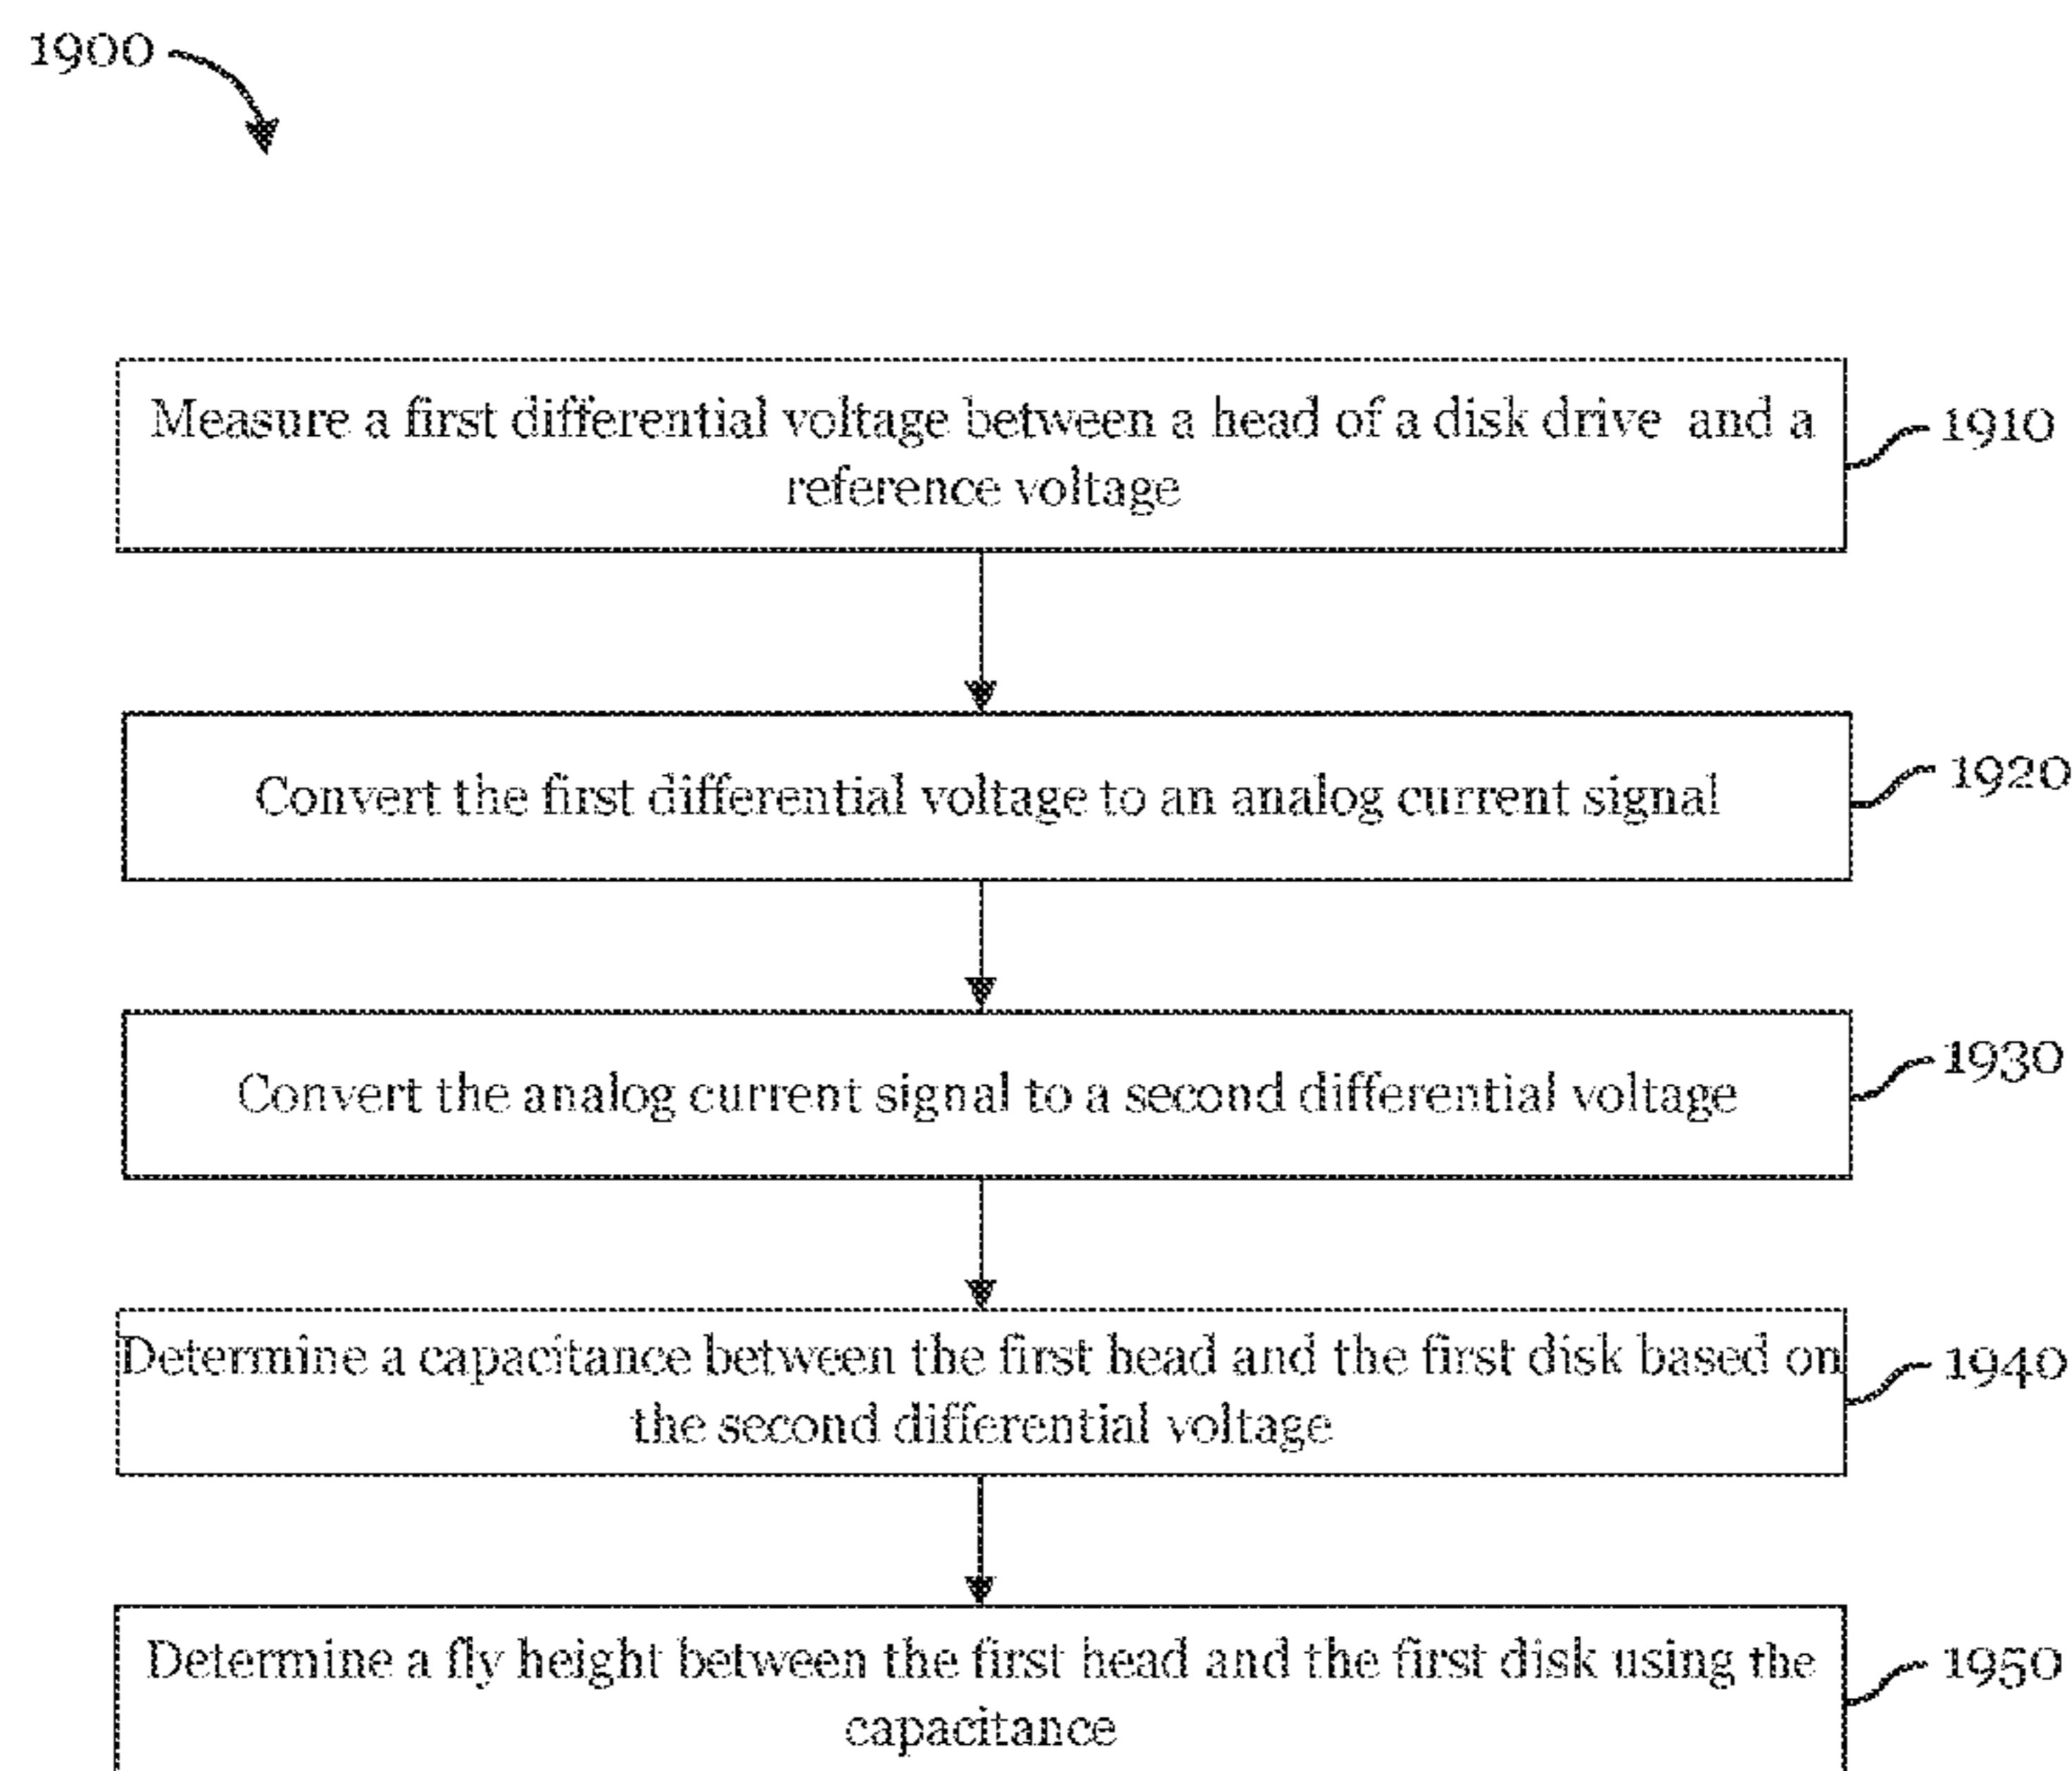 1900
Measure a first differential voltage between a head of a disk drive and a
reference voltage
1910
Convert the first differential voltage to an analog current signal
1920
Convert the analog current signal to a second differential voltage
1930
Determine a capacitance between the first head and the first disk based on
the second differential voltage
1940
Determine a fly height between the first head and the first disk using the
capacitance
1950